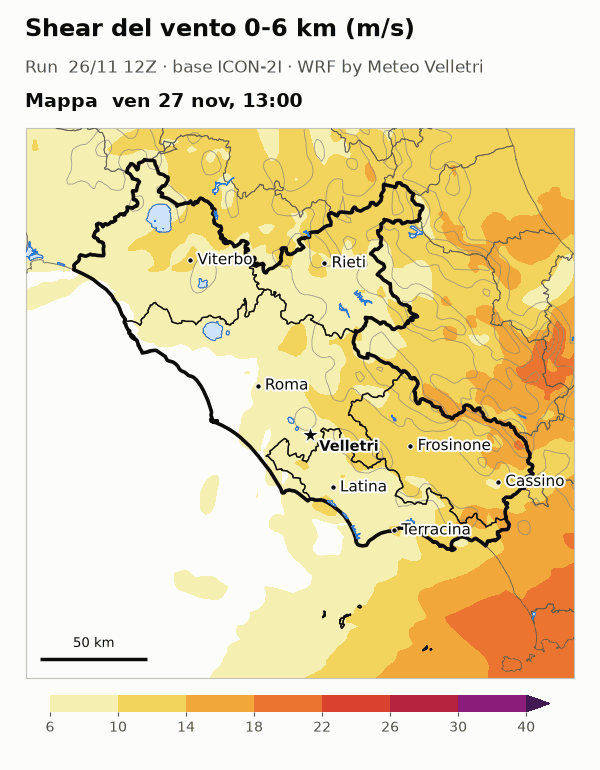 Shear del vento 0-6 km (m/s)
Run  26/11 12Z · base ICON-2I · WRF by Meteo Velletri
Mappa  ven 27 nov, 13:00
Viterbo
Rieti
Roma
Velletri
Frosinone
Cassino
Latina
Terracina
50 km
6 10 14 18 22 26 30 40